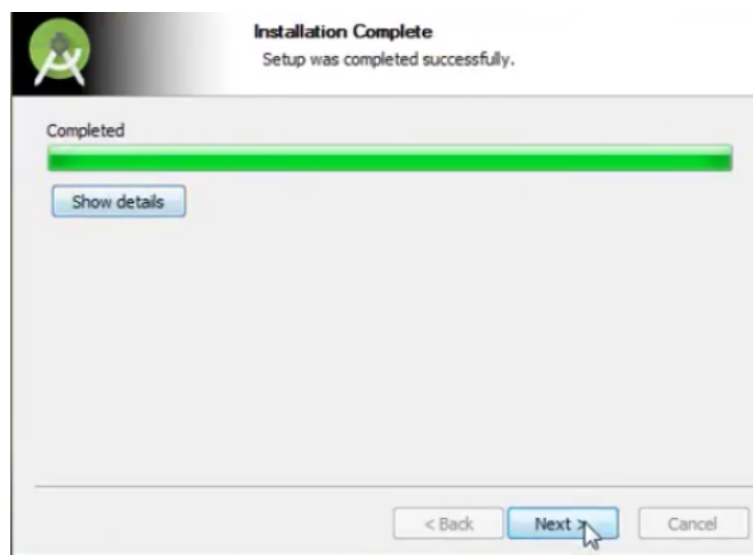 Installation Complete
Setup was completed successfully.
Completed
Show details
< Back Next > Cancel